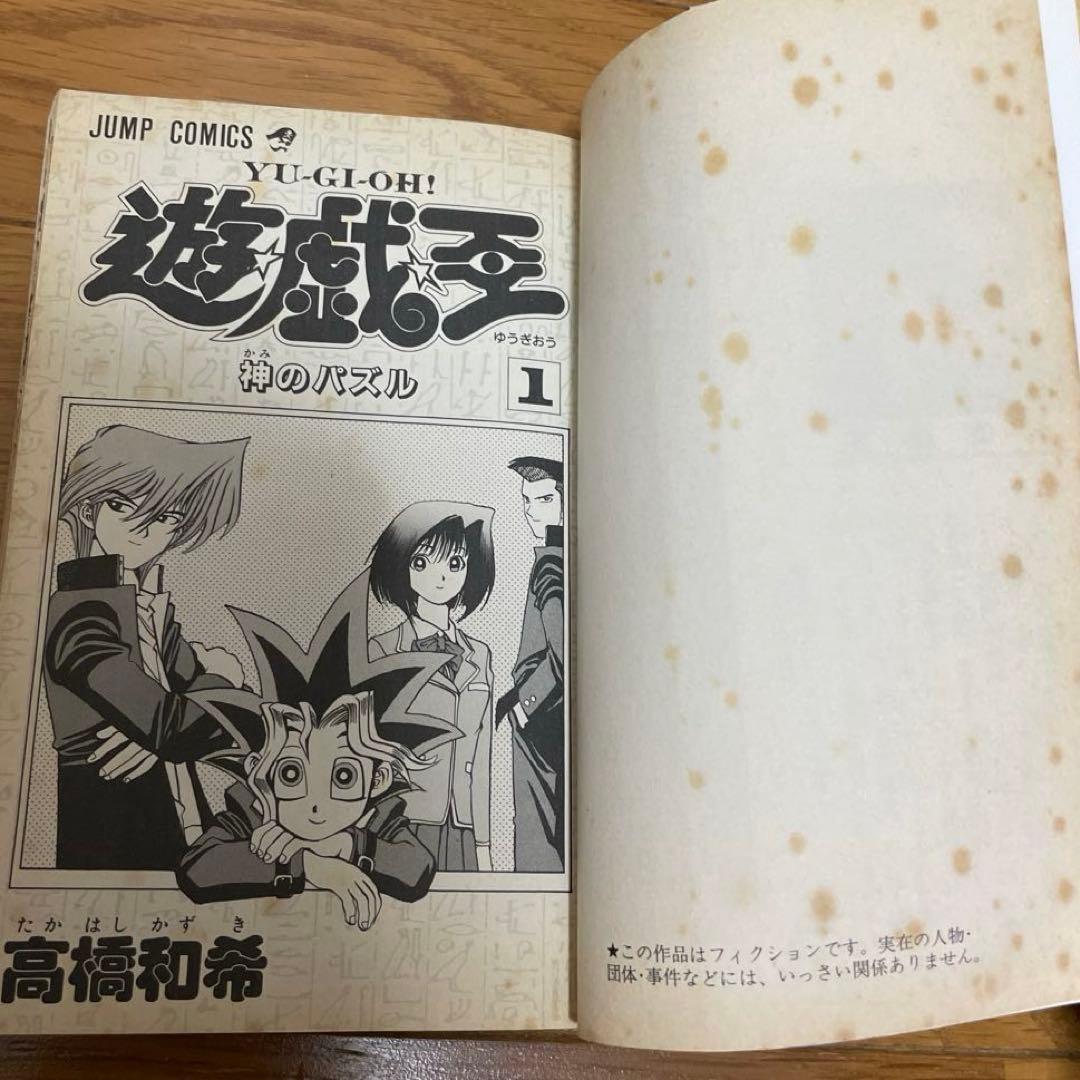 JUMP COMICS
YU-GI-OH!
遊戯王
ゆうぎおう
かみ
神のパズル
1
たかはしかずき
高橋和希
★この作品はフィクションです。実在の人物・
団体・事件などには、いっさい関係ありません。